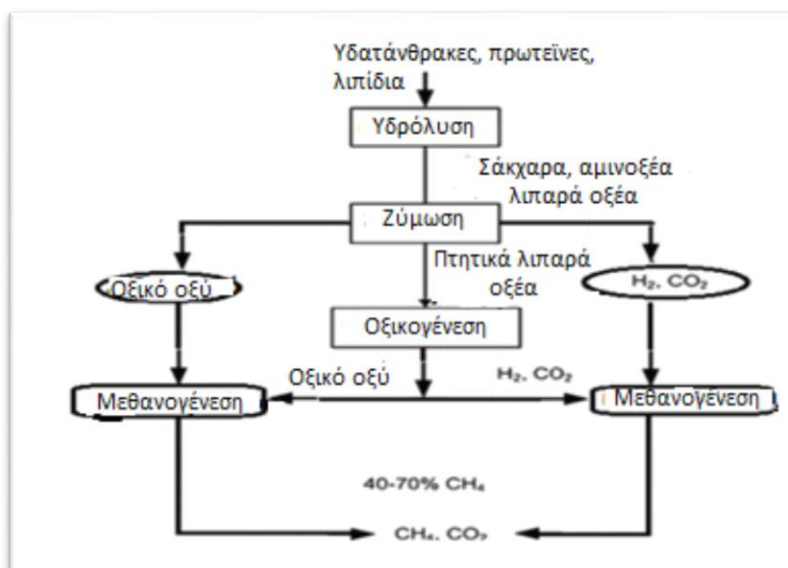 Υδατάνθρακες, πρωτεϊνες,
λιπίδια
Υδρόλυση
Σάκχαρα, αμινοξέα
λιπαρά οξέα
Ζύμωση
Πτητικά λιπαρά
οξέα
Οξικό οξύ
H₂, CO₂
Οξικογένεση
Οξικό οξύ
H₂, CO₂
Μεθανογένεση
Μεθανογένεση
40-70% CH₄
CH₄, CO₂